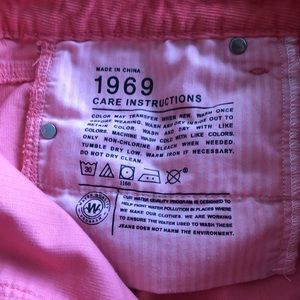 MADE IN CHINA
1969
CARE INSTRUCTIONS
COLOR MAY TRANSFER WHEN NEW. WASH ONCE
BEFORE WEARING. WASH AND DRY INSIDE OUT TO
RETAIN COLOR. WASH AND DRY WITH LIKE
COLORS. MACHINE WASH COLD WITH LIKE COLORS.
ONLY NON-CHLORINE. BLEACH WHEN NEEDED.
TUMBLE DRY LOW. WARM IRON IF NECESSARY.
DO NOT DRYCLEAN.
30
1166
W
OUR WATER QUALITY PROGRAM IS DESIGNED TO
HELP FIGHT WATER POLLUTION IN PLACES WHERE
WE MAKE OUR CLOTHES. WE ARE WORKING
TO ENSURE THE WATER USED TO WASH THESE
JEANS DOES NOT HARM THE ENVIRONMENT.